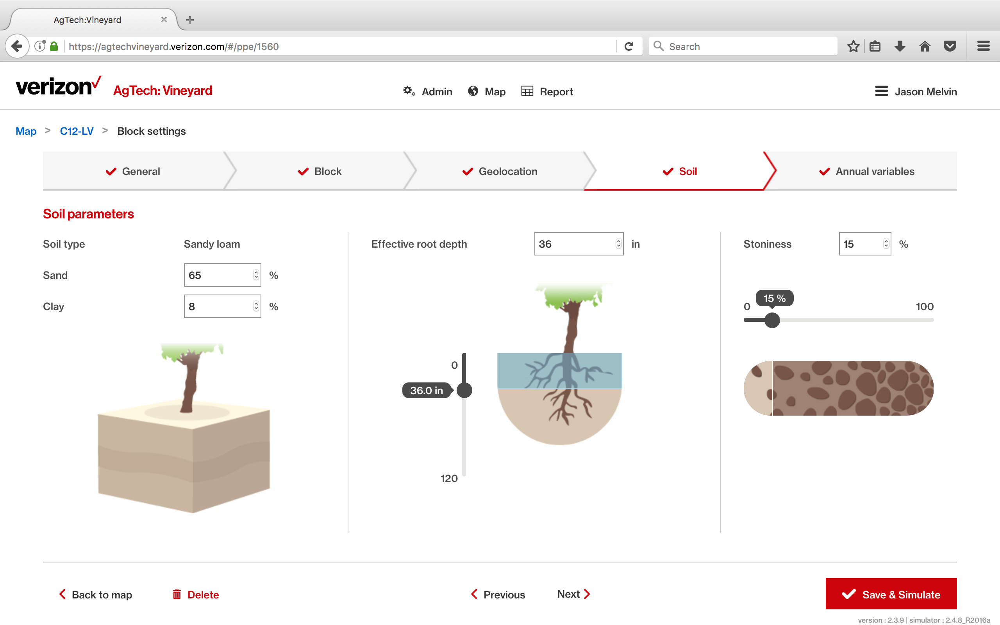 AgTech:Vineyard
https://agtechvineyard.verizon.com/#/ppe/1560
Search
verizon
AgTech: Vineyard
Admin
Map
Report
Jason Melvin
Map > C12-LV > Block settings
General
Block
Geolocation
Soil
Annual variables
Soil parameters
Soil type
Sandy loam
Sand
65
%
Clay
8
%
Effective root depth
36
in
0
36.0 in
120
Stoniness
15
%
15 %
0
100
Back to map
Delete
Previous
Next
Save & Simulate
version : 2.3.9 | simulator : 2.4.8_R2016a